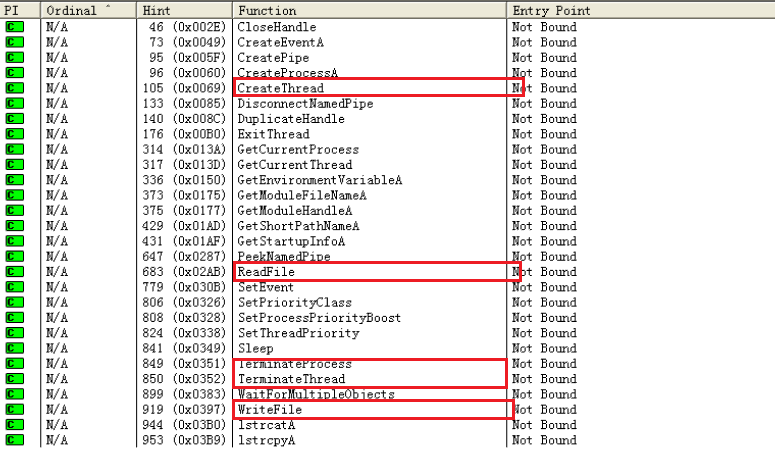 PI Ordinal ^ Hint Function Entry Point
C N/A 46 (0x002E) CloseHandle Not Bound
C N/A 73 (0x0049) CreateEventA Not Bound
C N/A 95 (0x005F) CreatePipe Not Bound
C N/A 96 (0x0060) CreateProcessA Not Bound
C N/A 105 (0x0069) CreateThread Not Bound
C N/A 133 (0x0085) DisconnectNamedPipe Not Bound
C N/A 140 (0x008C) DuplicateHandle Not Bound
C N/A 176 (0x00B0) ExitThread Not Bound
C N/A 314 (0x013A) GetCurrentProcess Not Bound
C N/A 317 (0x013D) GetCurrentThread Not Bound
C N/A 336 (0x0150) GetEnvironmentVariableA Not Bound
C N/A 373 (0x0175) GetModuleFileNameA Not Bound
C N/A 375 (0x0177) GetModuleHandleA Not Bound
C N/A 429 (0x01AD) GetShortPathNameA Not Bound
C N/A 431 (0x01AF) GetStartupInfoA Not Bound
C N/A 647 (0x0287) PeekNamedPipe Not Bound
C N/A 683 (0x02AB) ReadFile Not Bound
C N/A 779 (0x030B) SetEvent Not Bound
C N/A 806 (0x0326) SetPriorityClass Not Bound
C N/A 808 (0x0328) SetProcessPriorityBoost Not Bound
C N/A 824 (0x0338) SetThreadPriority Not Bound
C N/A 841 (0x0349) Sleep Not Bound
C N/A 849 (0x0351) TerminateProcess Not Bound
C N/A 850 (0x0352) TerminateThread Not Bound
C N/A 899 (0x0383) WaitForMultipleObjects Not Bound
C N/A 919 (0x0397) WriteFile Not Bound
C N/A 944 (0x03B0) lstrcatA Not Bound
C N/A 953 (0x03B9) lstrcpyA Not Bound